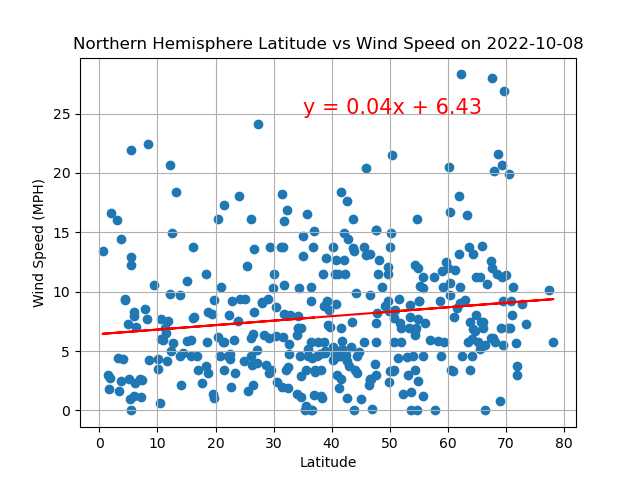 Northern Hemisphere Latitude vs Wind Speed on 2022-10-08
y = 0.04x + 6.43
Wind Speed (MPH)
25
20
15
10
5
0
0 10 20 30 40 50 60 70 80
Latitude